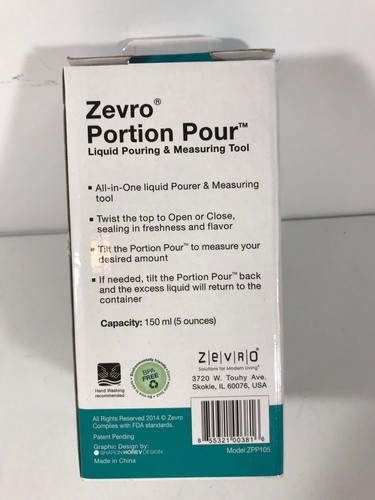 Zevro®
Portion Pour™
Liquid Pouring & Measuring Tool
▪ All-in-One liquid Pourer & Measuring
tool
▪ Twist the top to Open or Close,
sealing in freshness and flavor
▪ Tilt the Portion Pour™ to measure your
desired amount
▪ If needed, tilt the Portion Pour™ back
and the excess liquid will return to the
container
Capacity: 150 ml (5 ounces)
Hand Washing
recommended
BPA
FREE
zevro®
Solutions for Modern Living®
3720 W. Touhy Ave.
Skokie, IL 60076, USA
All Rights Reserved 2014 © Zevro
Complies with FDA standards.
Patent Pending
Graphic Design by:
SHARON HOREV DESIGN
Made in China
8 55321 00381 6
Model:ZPP105